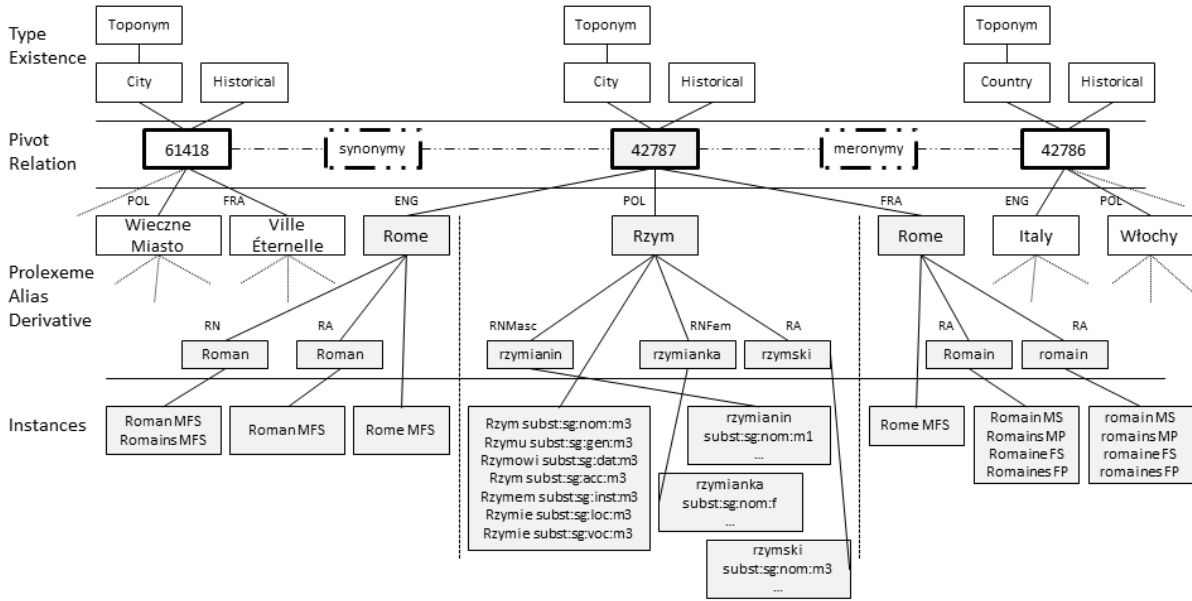 Type
Existence
Toponym
City
Historical
Toponym
City
Historical
Toponym
Country
Historical
Pivot
Relation
61418
synonymy
42787
meronymy
42786
POL
FRA
ENG
POL
FRA
ENG
POL
Wieczne
Miasto
Ville
Éternelle
Rome
Rzym
Rome
Italy
Włochy
Prolexeme
Alias
Derivative
RN
RA
RNMasc
RNFem
RA
RA
RA
Roman
Roman
rzymianin
rzymianka
rzymski
Romain
romain
Instances
Roman MFS
Romains MFS
Roman MFS
Rome MFS
Rzym subst:sg:nom:m3
Rzymu subst:sg:gen:m3
Rzymowi subst:sg:dat:m3
Rzym subst:sg:acc:m3
Rzymem subst:sg:inst:m3
Rzymie subst:sg:loc:m3
Rzymie subst:sg:voc:m3
rzymianin
subst:sg:nom:m1
...
rzymianka
subst:sg:nom:f
...
rzymski
subst:sg:nom:m3
...
Rome MFS
Romain MS
Romains MP
Romaine FS
Romaines FP
romain MS
romains MP
romaine FS
romaines FP